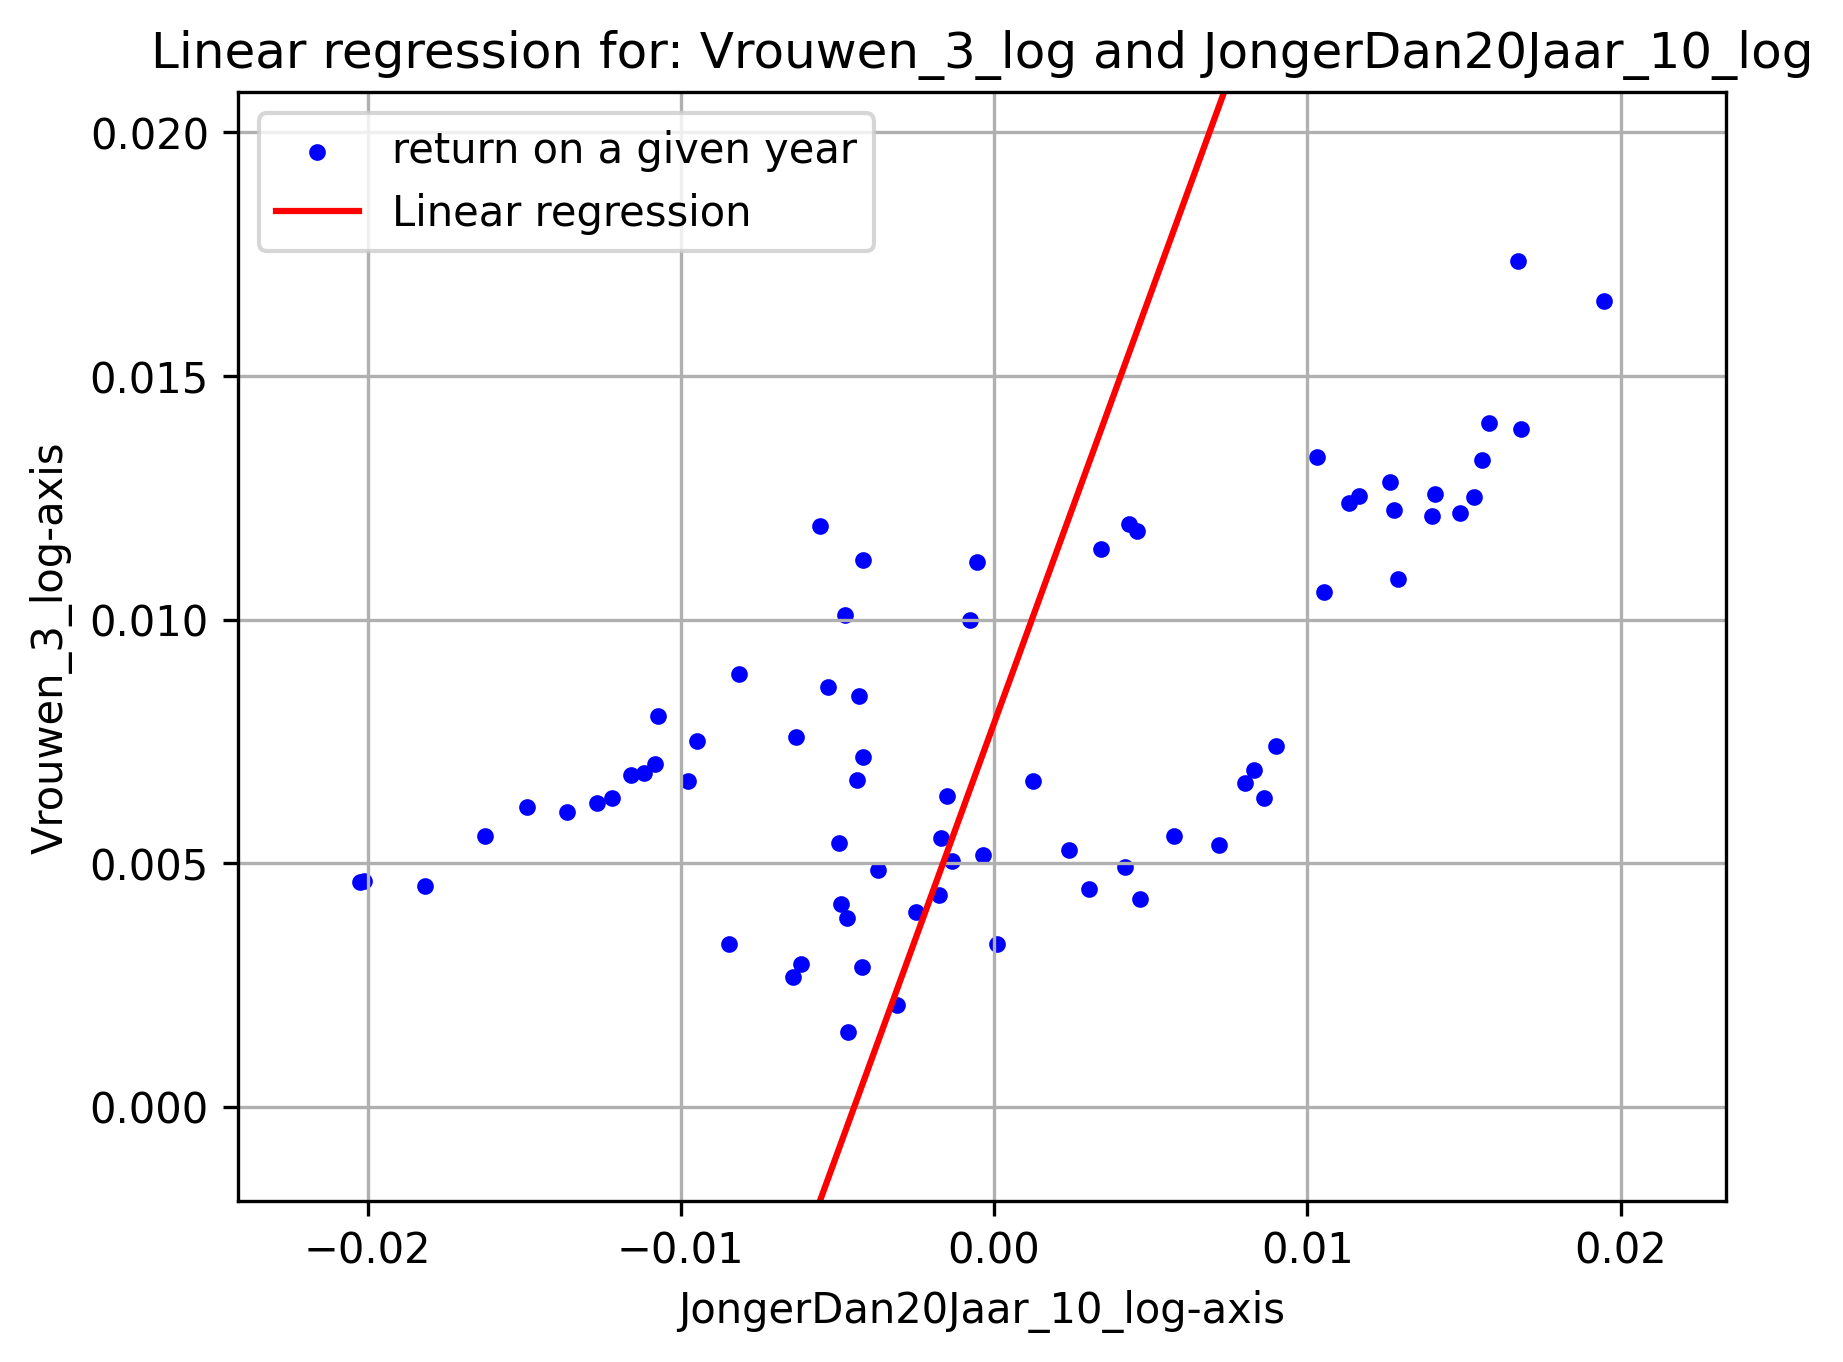 Linear regression for: Vrouwen_3_log and JongerDan20Jaar_10_log
return on a given year
Linear regression
Vrouwen_3_log-axis
0.020
0.015
0.010
0.005
0.000
−0.02
−0.01
0.00
0.01
0.02
JongerDan20Jaar_10_log-axis